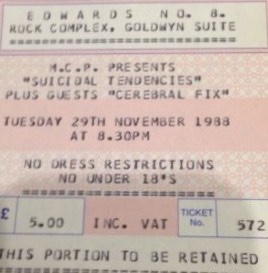 EDWARDS NO. 8.
ROCK COMPLEX, GOLDWYN SUITE
M.C.P. PRESENTS
"SUICIDAL TENDENCIES"
PLUS GUESTS "CEREBRAL FIX"
TUESDAY 29TH NOVEMBER 1988
AT 8.30PM
NO DRESS RESTRICTIONS
NO UNDER 18'S
£ 5.00 INC. VAT TICKET No. 572
THIS PORTION TO BE RETAINED